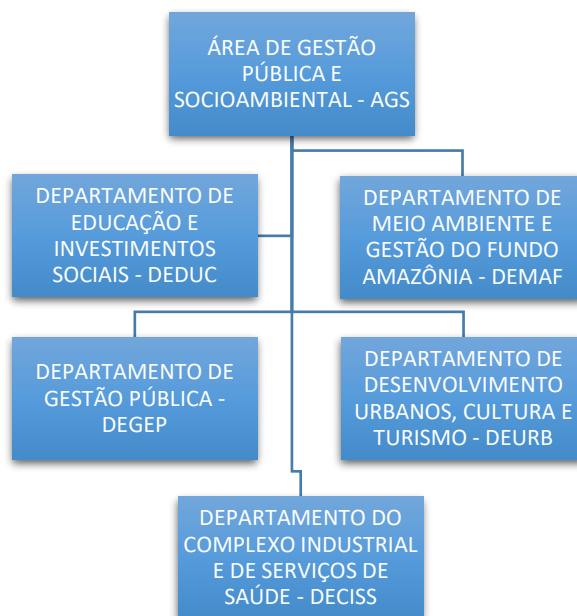 ÁREA DE GESTÃO
PÚBLICA E
SOCIOAMBIENTAL - AGS
DEPARTAMENTO DE
EDUCAÇÃO E
INVESTIMENTOS
SOCIAIS - DEDUC
DEPARTAMENTO DE
MEIO AMBIENTE E
GESTÃO DO FUNDO
AMAZÔNIA - DEMAF
DEPARTAMENTO DE
GESTÃO PÚBLICA -
DEGEP
DEPARTAMENTO DE
DESENVOLVIMENTO
URBANOS, CULTURA E
TURISMO - DEURB
DEPARTAMENTO DO
COMPLEXO INDUSTRIAL
E DE SERVIÇOS DE
SAÚDE - DECISS